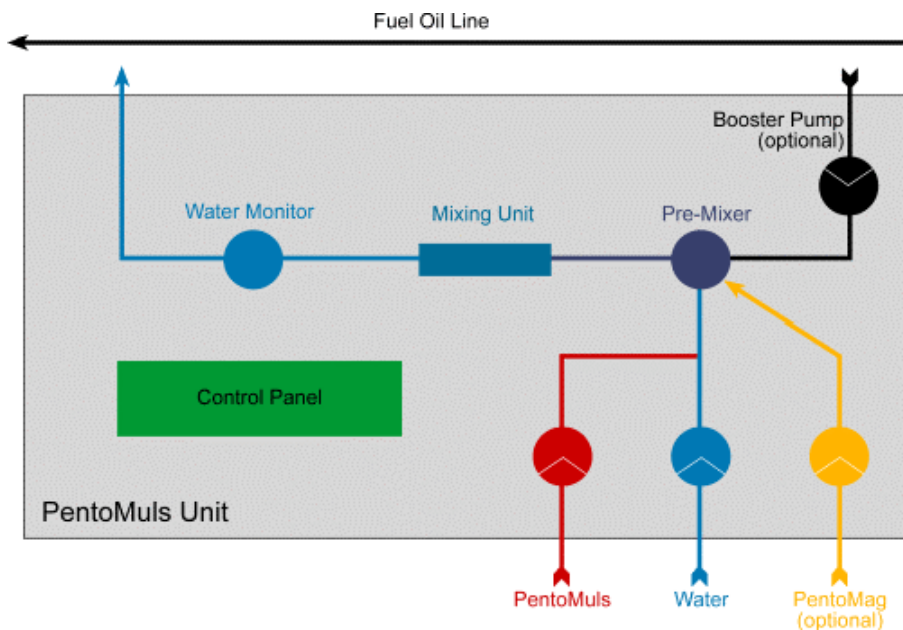 Fuel Oil Line
Booster Pump
(optional)
Water Monitor
Mixing Unit
Pre-Mixer
Control Panel
PentoMuls Unit
PentoMuls
Water
PentoMag
(optional)